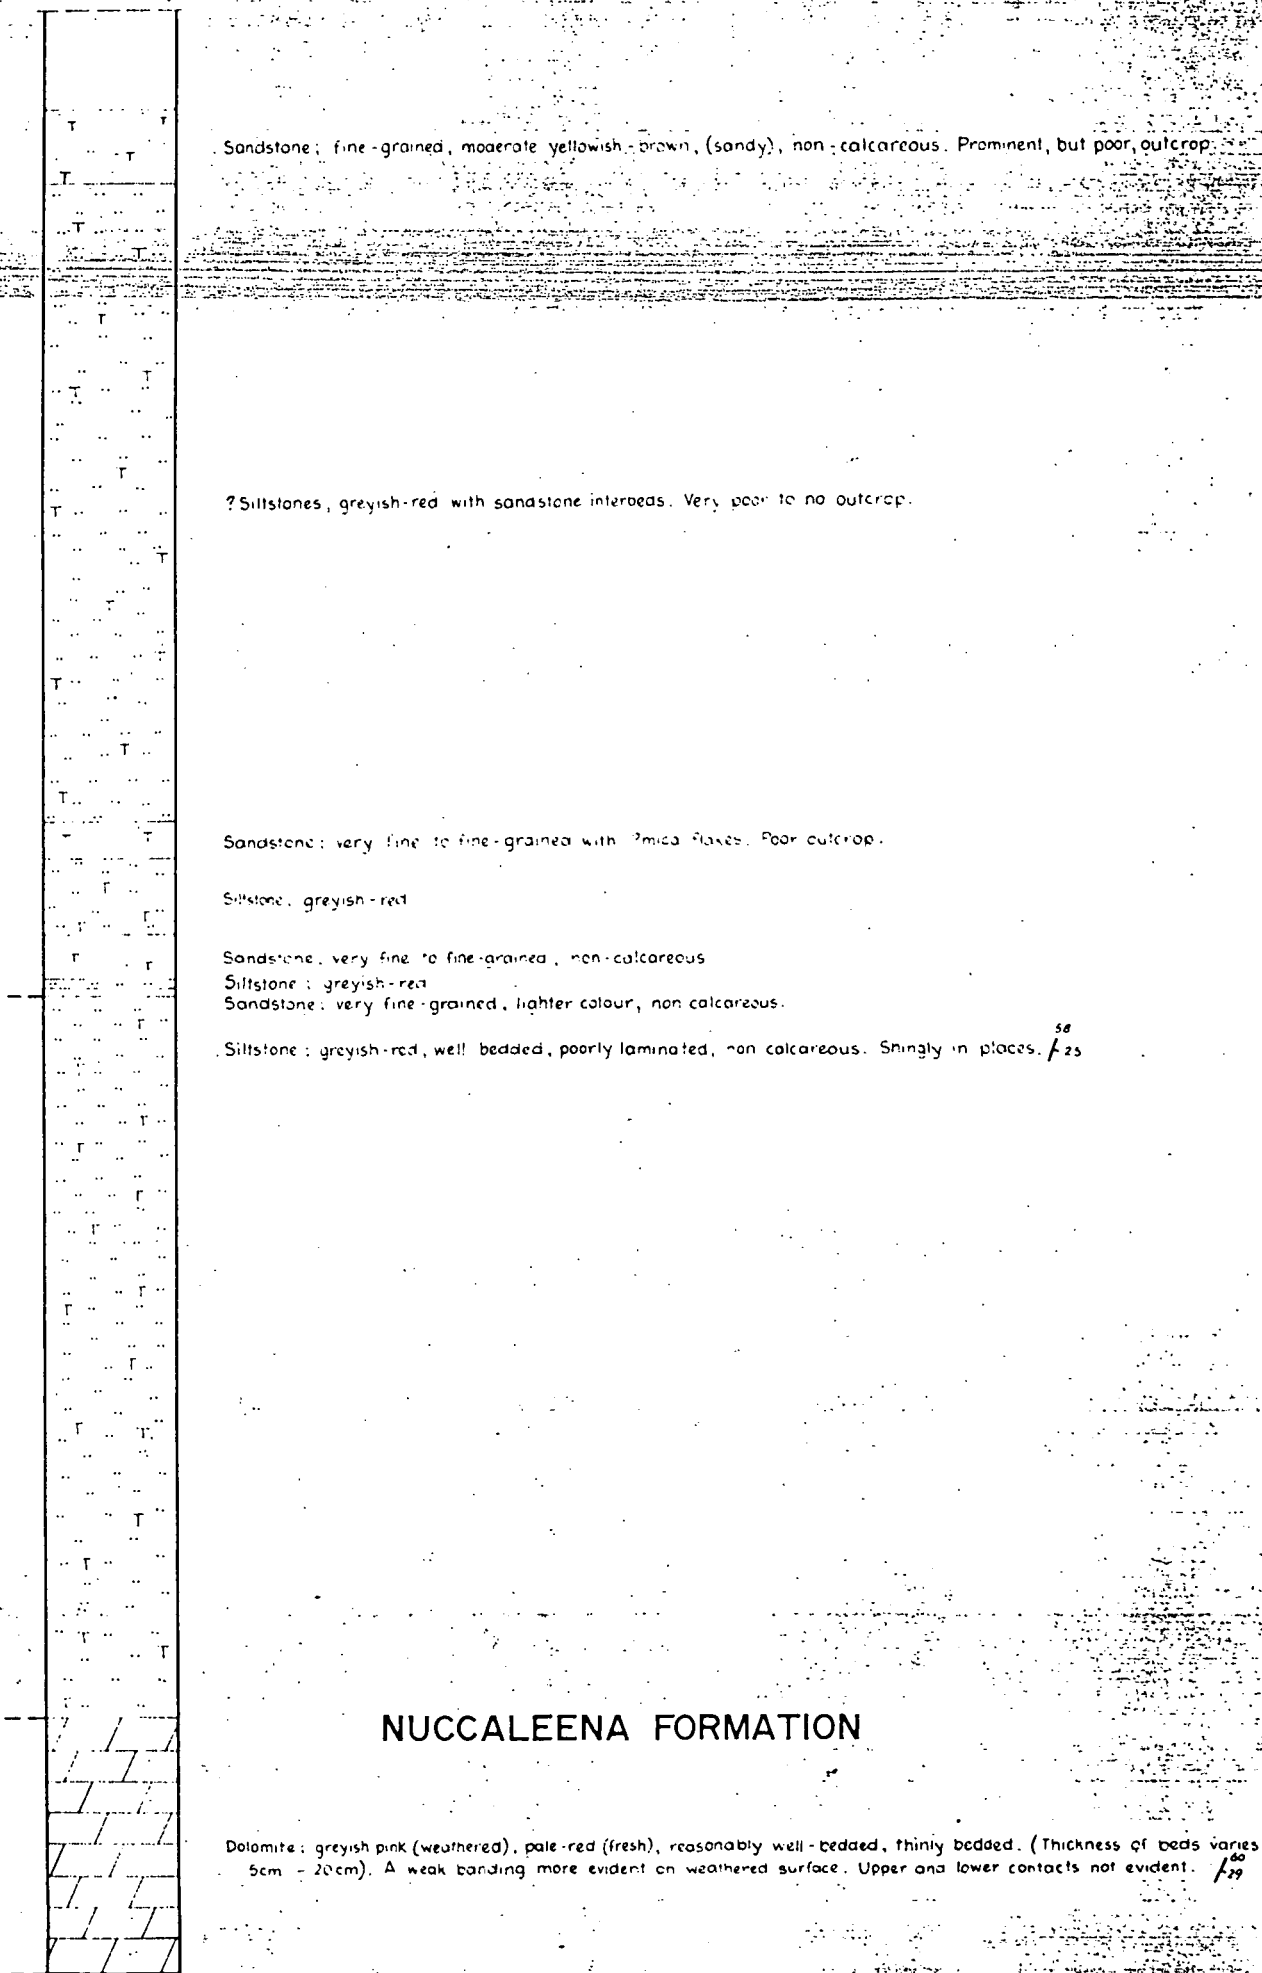 Sandstone; fine-grained, moderate yellowish-brown, (sandy), non-calcareous. Prominent, but poor, outcrop.
?Siltstones, greyish-red with sandstone interbeds. Very poor to no outcrop.
Sandstone; very fine to fine-grained with ?mica flakes. Poor outcrop.
Siltstone, greyish-red
Sandstone, very fine to fine-grained, non-calcareous
Siltstone; greyish-red
Sandstone; very fine-grained, lighter colour, non calcareous.
Siltstone; greyish-red, well bedded, poorly laminated, non calcareous. Shingly in places. 58 25
NUCCALEENA FORMATION
Dolomite; greyish pink (weathered), pale-red (fresh), reasonably well-bedded, thinly bedded. (Thickness of beds varies
5cm - 20cm). A weak banding more evident on weathered surface. Upper and lower contacts not evident. 60 29